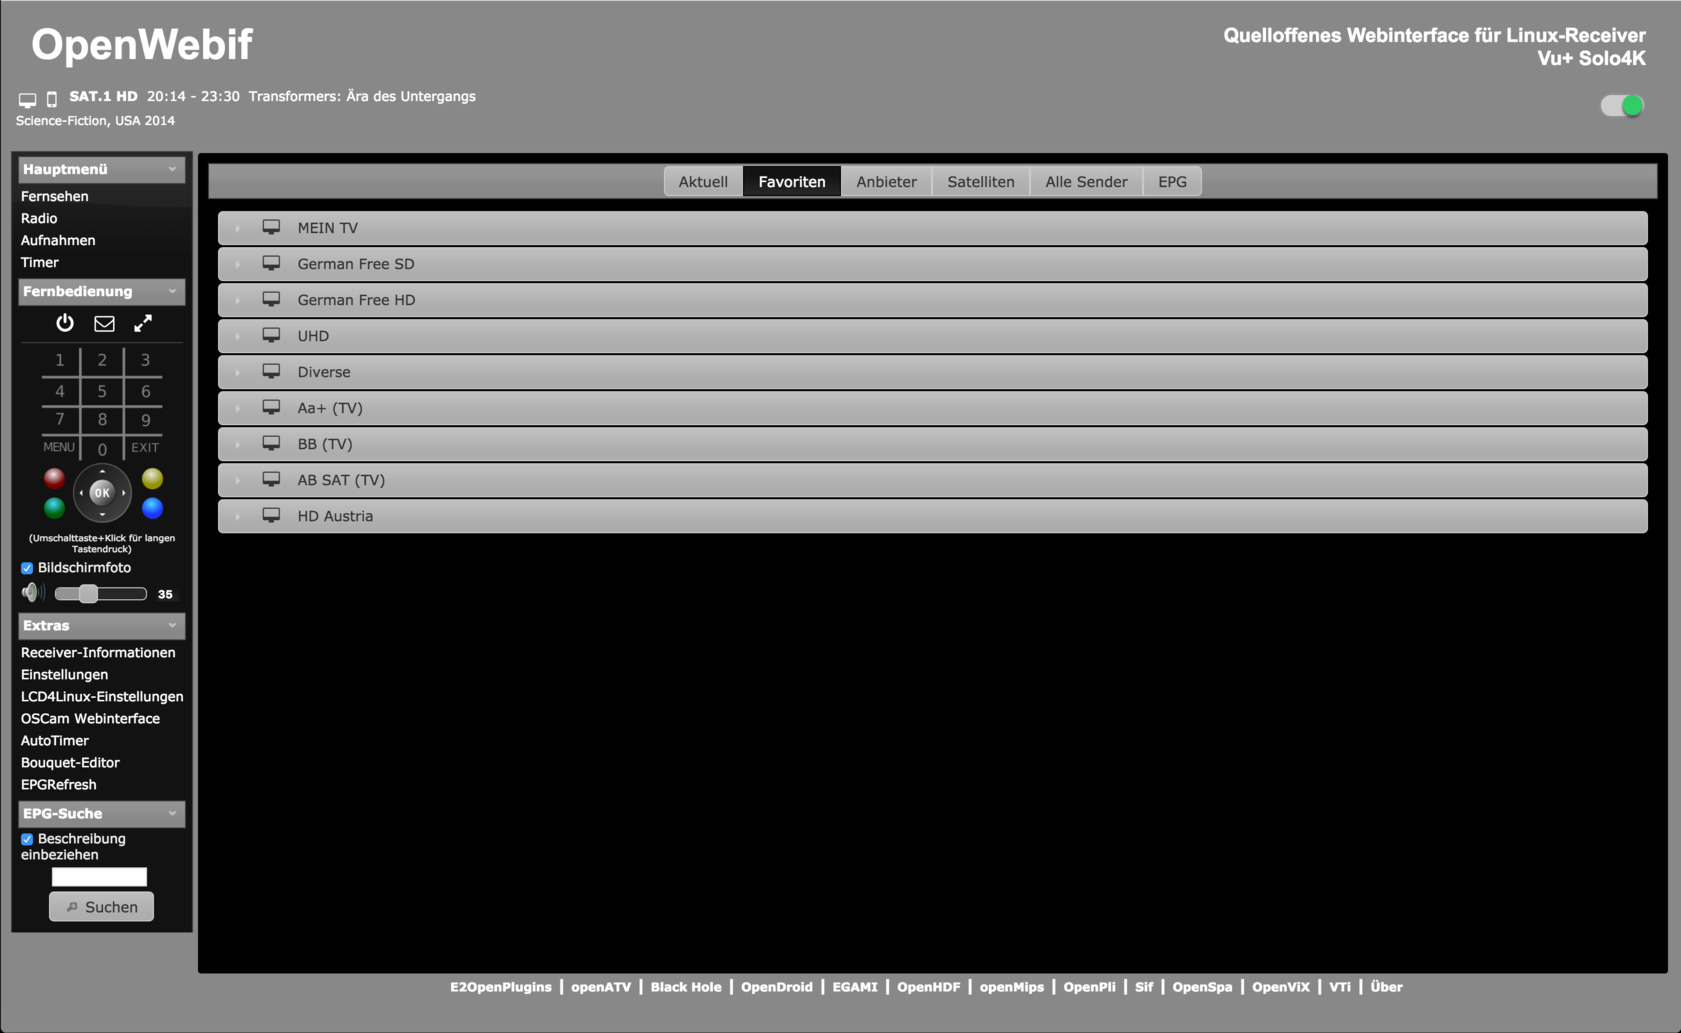 OpenWebif
Quelloffenes Webinterface für Linux-Receiver
Vu+ Solo4K
SAT.1 HD 20:14 - 23:30 Transformers: Ära des Untergangs
Science-Fiction, USA 2014
Hauptmenü
Fernsehen
Radio
Aufnahmen
Timer
Fernbedienung
1 2 3
4 5 6
7 8 9
MENU 0 EXIT
OK
(Umschalttaste+Klick für langen
Tastendruck)
Bildschirmfoto
35
Extras
Receiver-Informationen
Einstellungen
LCD4Linux-Einstellungen
OSCam Webinterface
AutoTimer
Bouquet-Editor
EPGRefresh
EPG-Suche
Beschreibung
einbeziehen
Suchen
Aktuell Favoriten Anbieter Satelliten Alle Sender EPG
MEIN TV
German Free SD
German Free HD
UHD
Diverse
Aa+ (TV)
BB (TV)
AB SAT (TV)
HD Austria
E2OpenPlugins | openATV | Black Hole | OpenDroid | EGAMI | OpenHDF | openMips | OpenPli | Sif | OpenSpa | OpenViX | VTi | Über